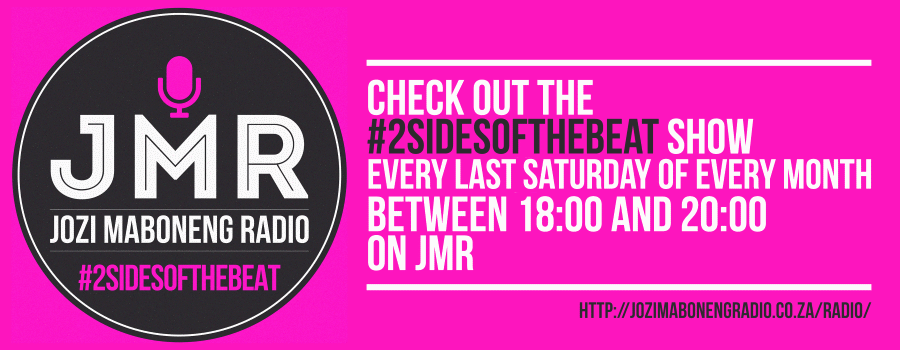 JMR
JOZI MABONENG RADIO
#2SIDESOFTHEBEAT
CHECK OUT THE
#2SIDESOFTHEBEAT SHOW
EVERY LAST SATURDAY OF EVERY MONTH
BETWEEN 18:00 AND 20:00
ON JMR
HTTP://JOZIMABONENGRADIO.CO.ZA/RADIO/